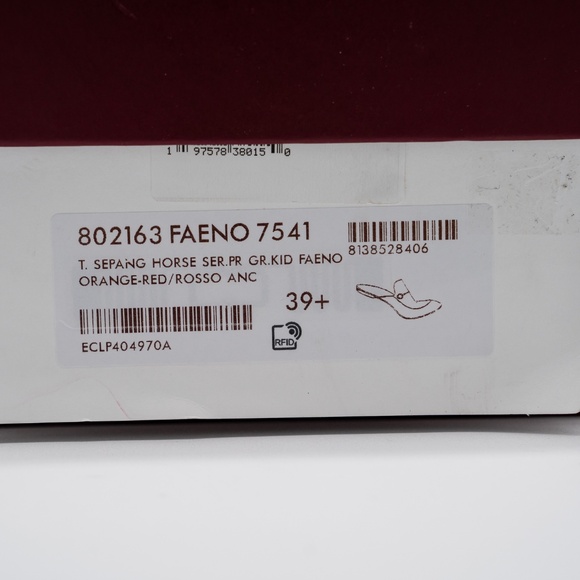 1 97578 38015 0
802163 FAENO 7541
8138528406
T. SEPANG HORSE SER.PR GR.KID FAENO
ORANGE-RED/ROSSO ANC
39+
ECLP404970A
RFID